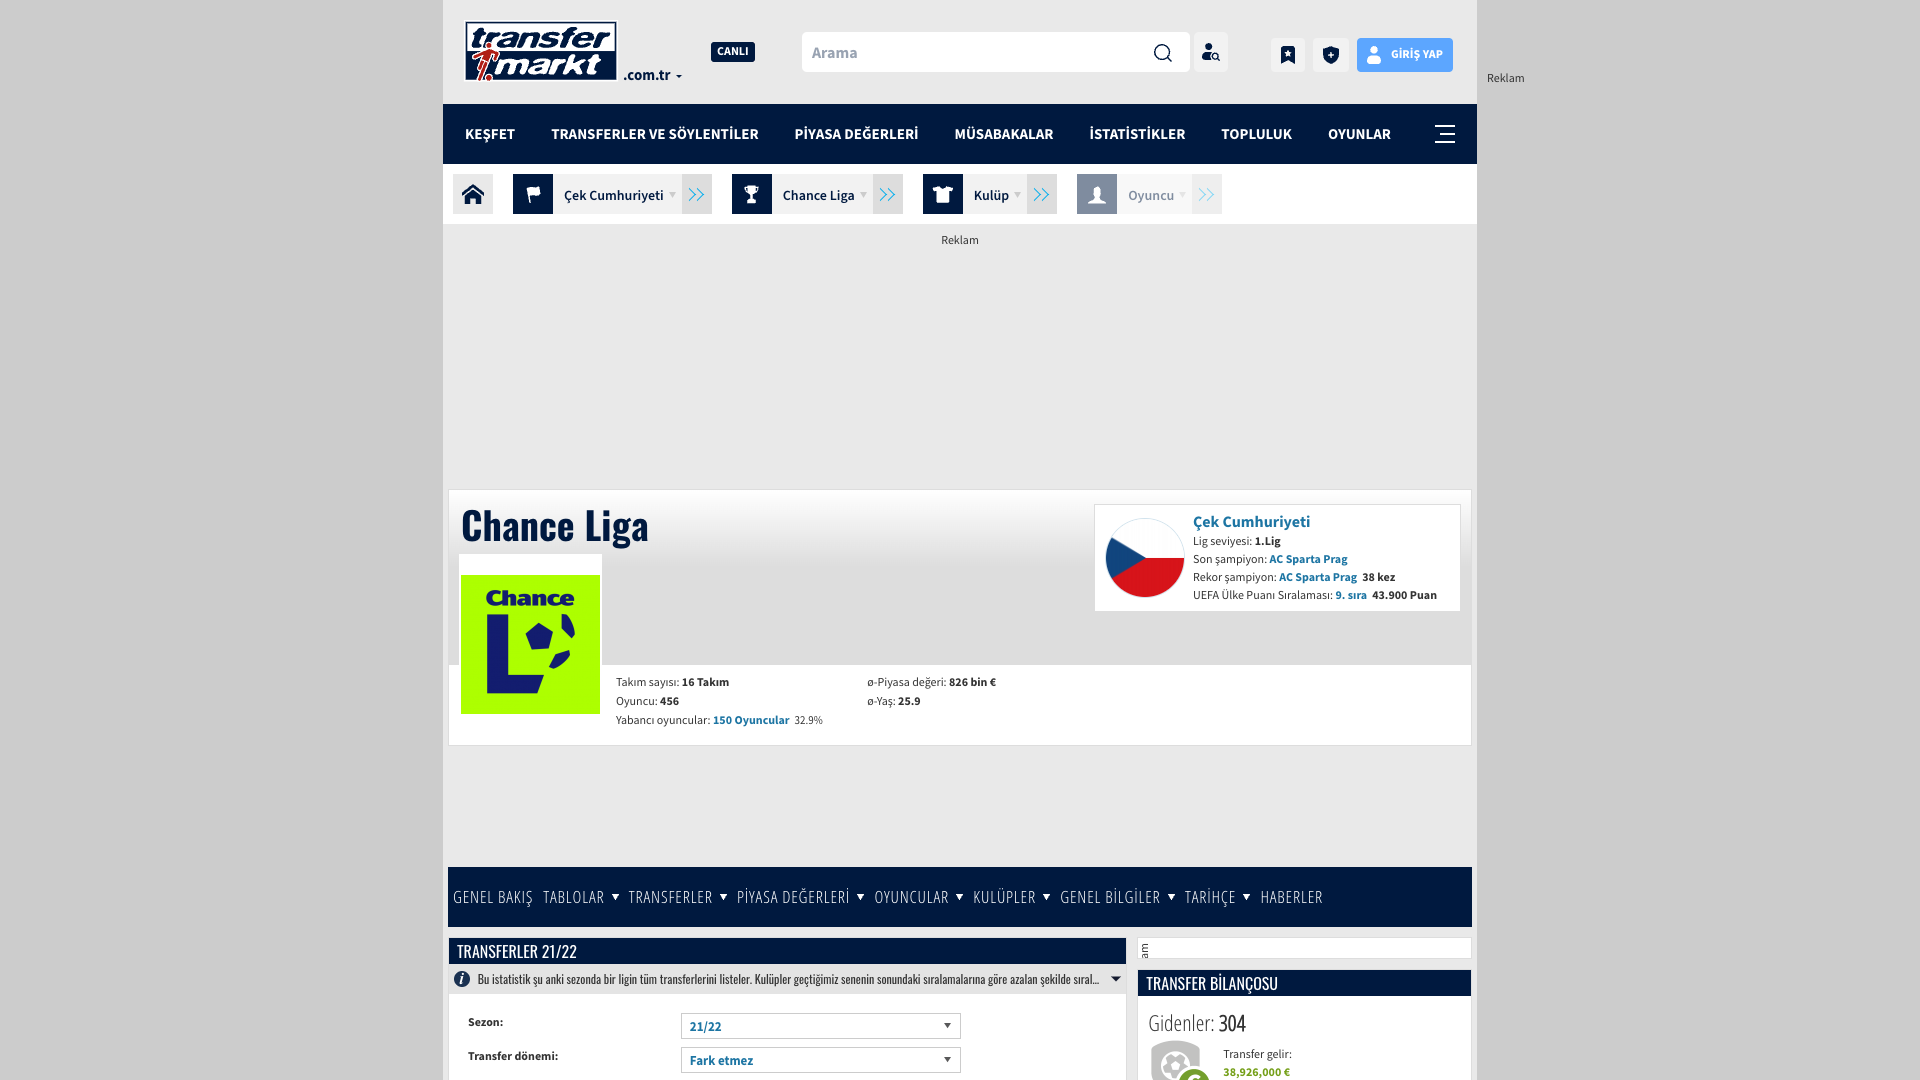 transfer
markt
.com.tr
CANLI
Arama
GİRİŞ YAP
Reklam
KEŞFET TRANSFERLER VE SÖYLENTİLER PİYASA DEĞERLERİ MÜSABAKALAR İSTATİSTİKLER TOPLULUK OYUNLAR
Çek Cumhuriyeti Chance Liga Kulüp Oyuncu
Reklam
Chance Liga
Chance
Çek Cumhuriyeti
Lig seviyesi: 1.Lig
Son şampiyon: AC Sparta Prag
Rekor şampiyon: AC Sparta Prag 38 kez
UEFA Ülke Puanı Sıralaması: 9. sıra 43.900 Puan
Takım sayısı: 16 Takım
Oyuncu: 456
Yabancı oyuncular: 150 Oyuncular 32.9%
ø-Piyasa değeri: 826 bin €
ø-Yaş: 25.9
GENEL BAKIŞ TABLOLAR TRANSFERLER PİYASA DEĞERLERİ OYUNCULAR KULÜPLER GENEL BİLGİLER TARİHÇE HABERLER
TRANSFERLER 21/22
Bu istatistik şu anki sezonda bir ligin tüm transferlerini listeler. Kulüpler geçtiğimiz senenin sonundaki sıralamalarına göre azalan şekilde sıral...
Sezon: 21/22
Transfer dönemi: Fark etmez
am
TRANSFER BİLANÇOSU
Gidenler: 304
Transfer gelir:
38,926,000 €